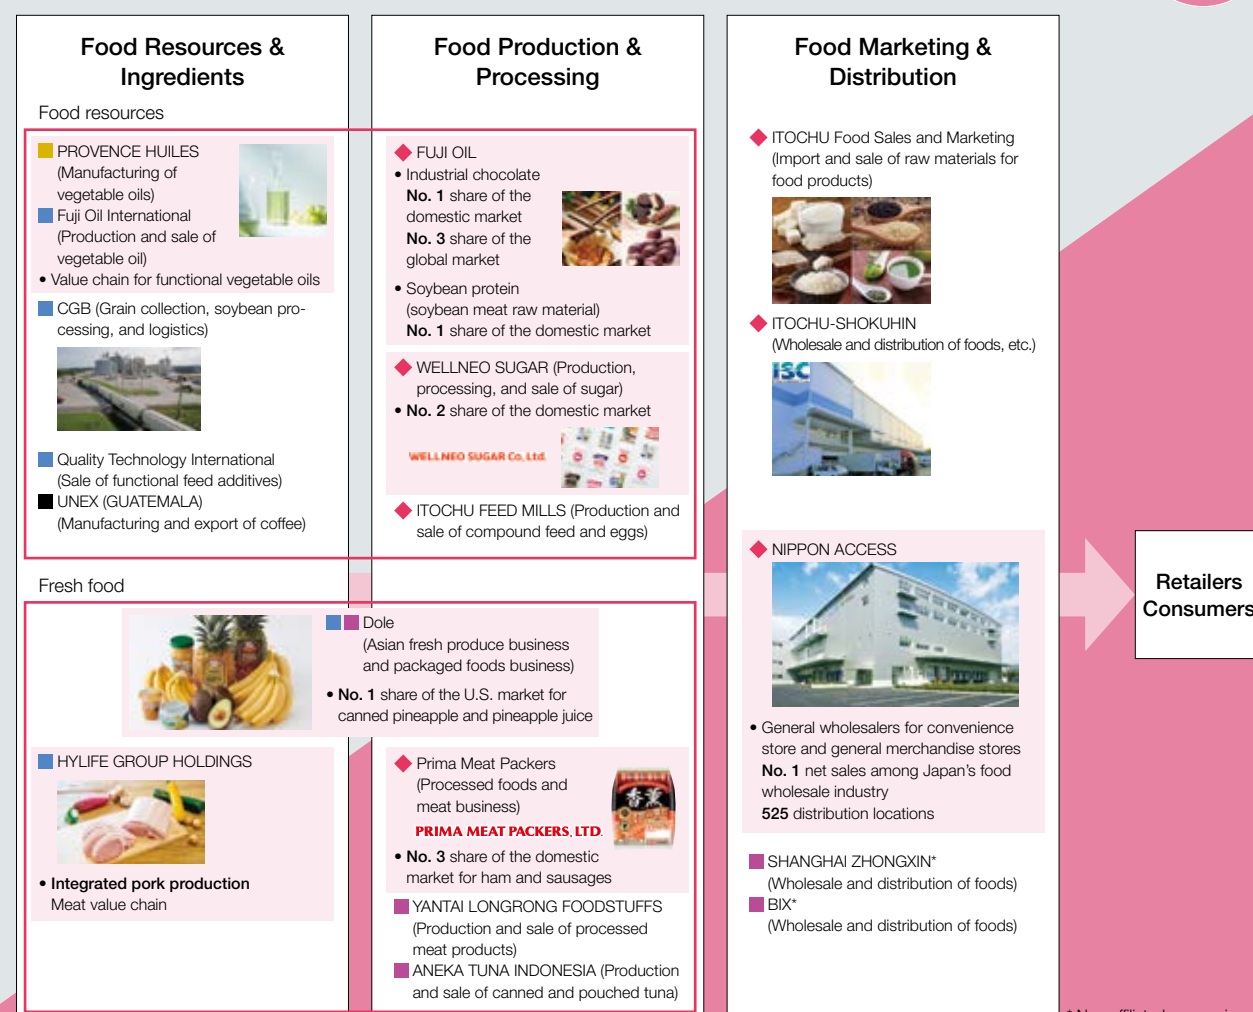 Food Resources &
Ingredients
Food resources
PROVENCE HUILES
(Manufacturing of
vegetable oils)
Fuji Oil International
(Production and sale of
vegetable oil)
• Value chain for functional vegetable oils
CGB (Grain collection, soybean pro-
cessing, and logistics)
Quality Technology International
(Sale of functional feed additives)
UNEX (GUATEMALA)
(Manufacturing and export of coffee)
Food Production &
Processing
FUJI OIL
• Industrial chocolate
No. 1 share of the
domestic market
No. 3 share of the
global market
• Soybean protein
(soybean meat raw material)
No. 1 share of the domestic market
WELLNEO SUGAR (Production,
processing, and sale of sugar)
• No. 2 share of the domestic market
WELLNEO SUGAR Co., Ltd.
ITOCHU FEED MILLS (Production and
sale of compound feed and eggs)
Fresh food
Dole
(Asian fresh produce business
and packaged foods business)
• No. 1 share of the U.S. market for
canned pineapple and pineapple juice
HYLIFE GROUP HOLDINGS
• Integrated pork production
Meat value chain
Prima Meat Packers
(Processed foods and
meat business)
PRIMA MEAT PACKERS, LTD.
香薫
• No. 3 share of the domestic
market for ham and sausages
YANTAI LONGRONG FOODSTUFFS
(Production and sale of processed
meat products)
ANEKA TUNA INDONESIA (Production
and sale of canned and pouched tuna)
Food Marketing &
Distribution
ITOCHU Food Sales and Marketing
(Import and sale of raw materials for
food products)
ITOCHU-SHOKUHIN
(Wholesale and distribution of foods, etc.)
ISC
NIPPON ACCESS
• General wholesalers for convenience
store and general merchandise stores
No. 1 net sales among Japan's food
wholesale industry
525 distribution locations
SHANGHAI ZHONGXIN*
(Wholesale and distribution of foods)
BIX*
(Wholesale and distribution of foods)
Retailers
Consumers